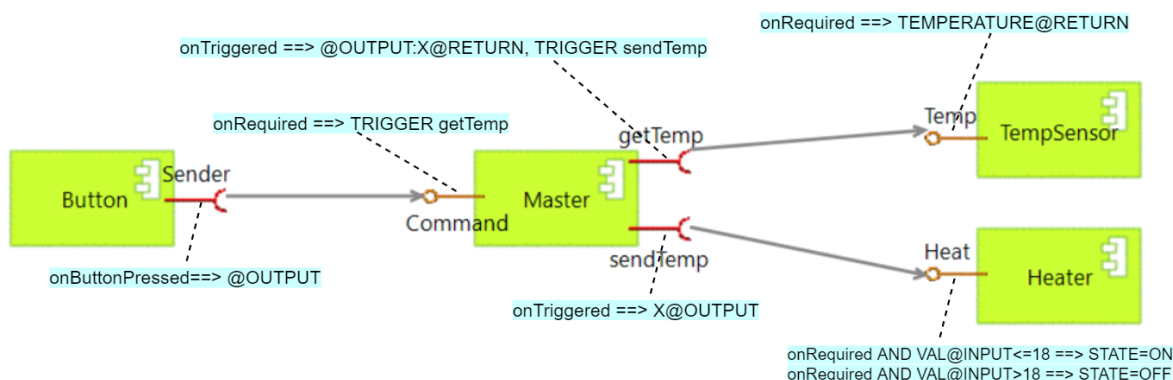 onRequired ==> TEMPERATURE@RETURN
onTriggered ==> @OUTPUT:X@RETURN, TRIGGER sendTemp
onRequired ==> TRIGGER getTemp
getTemp
Temp
TempSensor
Sender
Button
Command
Master
sendTemp
Heat
Heater
onButtonPressed==> @OUTPUT
onTriggered ==> X@OUTPUT
onRequired AND VAL@INPUT<=18 ==> STATE=ON
onRequired AND VAL@INPUT>18 ==> STATE=OFF